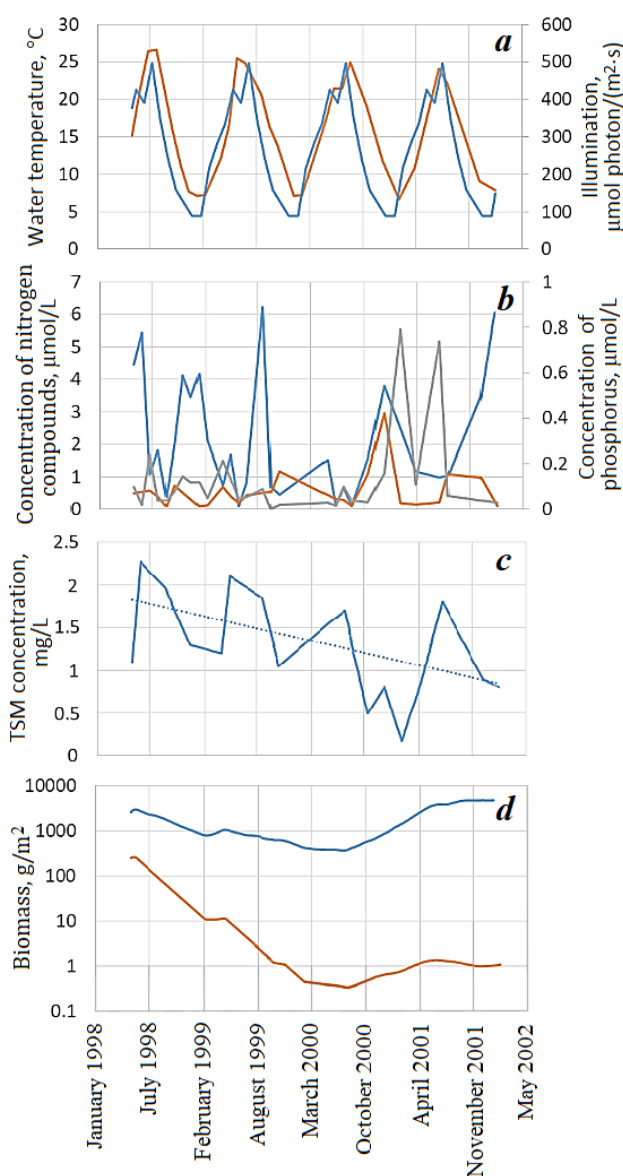 a
Water temperature, °C
30
25
20
15
10
5
0
600
500
400
300
200
100
0
Illumination,
µmol photon/(m²·s)
b
Concentration of nitrogen
compounds, µmol/L
7
6
5
4
3
2
1
0
1
0.8
0.6
0.4
0.2
0
Concentration of
phosphorus, µmol/L
c
TSM concentration,
mg/L
2.5
2
1.5
1
0.5
0
d
Biomass, g/m²
10000
1000
100
10
1
0.1
January 1998
July 1998
February 1999
August 1999
March 2000
October 2000
April 2001
November 2001
May 2002